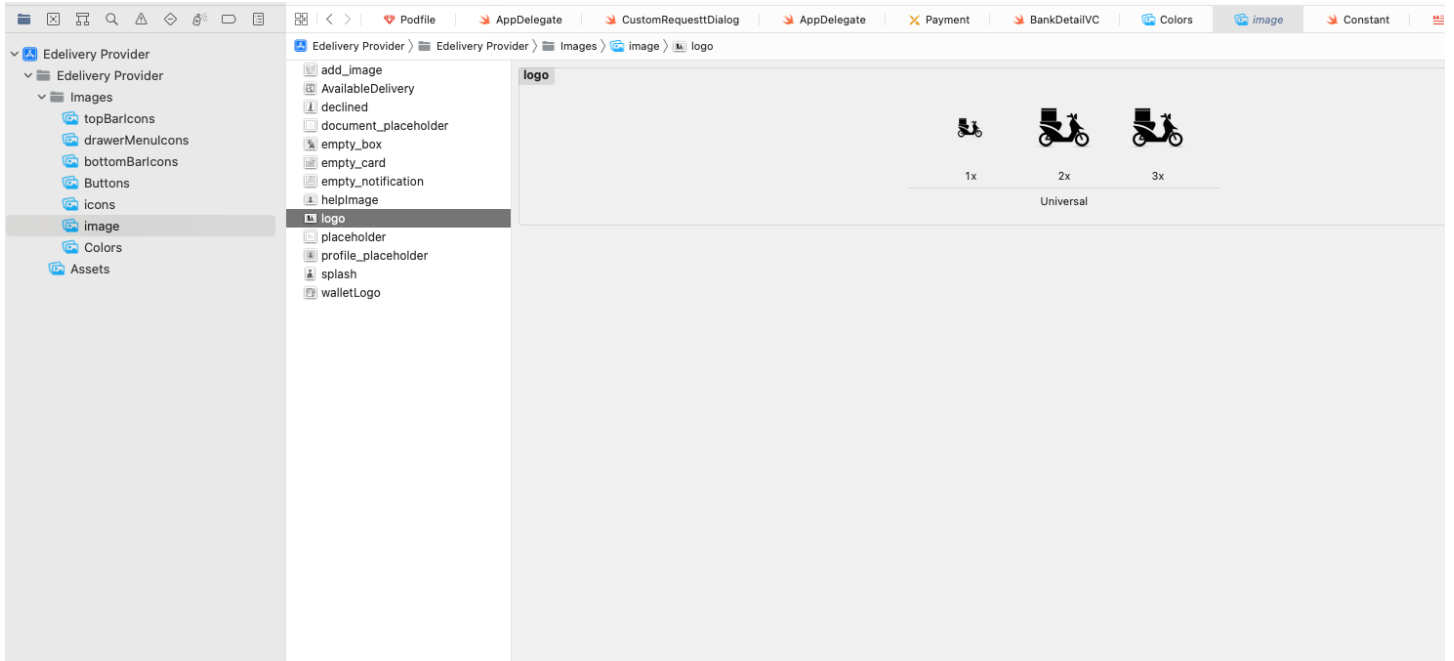 Podfile
AppDelegate
CustomRequesttDialog
AppDelegate
Payment
BankDetailVC
Colors
image
Constant
Edelivery Provider
Edelivery Provider
Images
topBarIcons
drawerMenuIcons
bottomBarIcons
Buttons
icons
image
Colors
Assets
Edelivery Provider 〉 Edelivery Provider 〉 Images 〉 image 〉 logo
add_image
AvailableDelivery
declined
document_placeholder
empty_box
empty_card
empty_notification
helpImage
logo
placeholder
profile_placeholder
splash
walletLogo
logo
1x 2x 3x
Universal